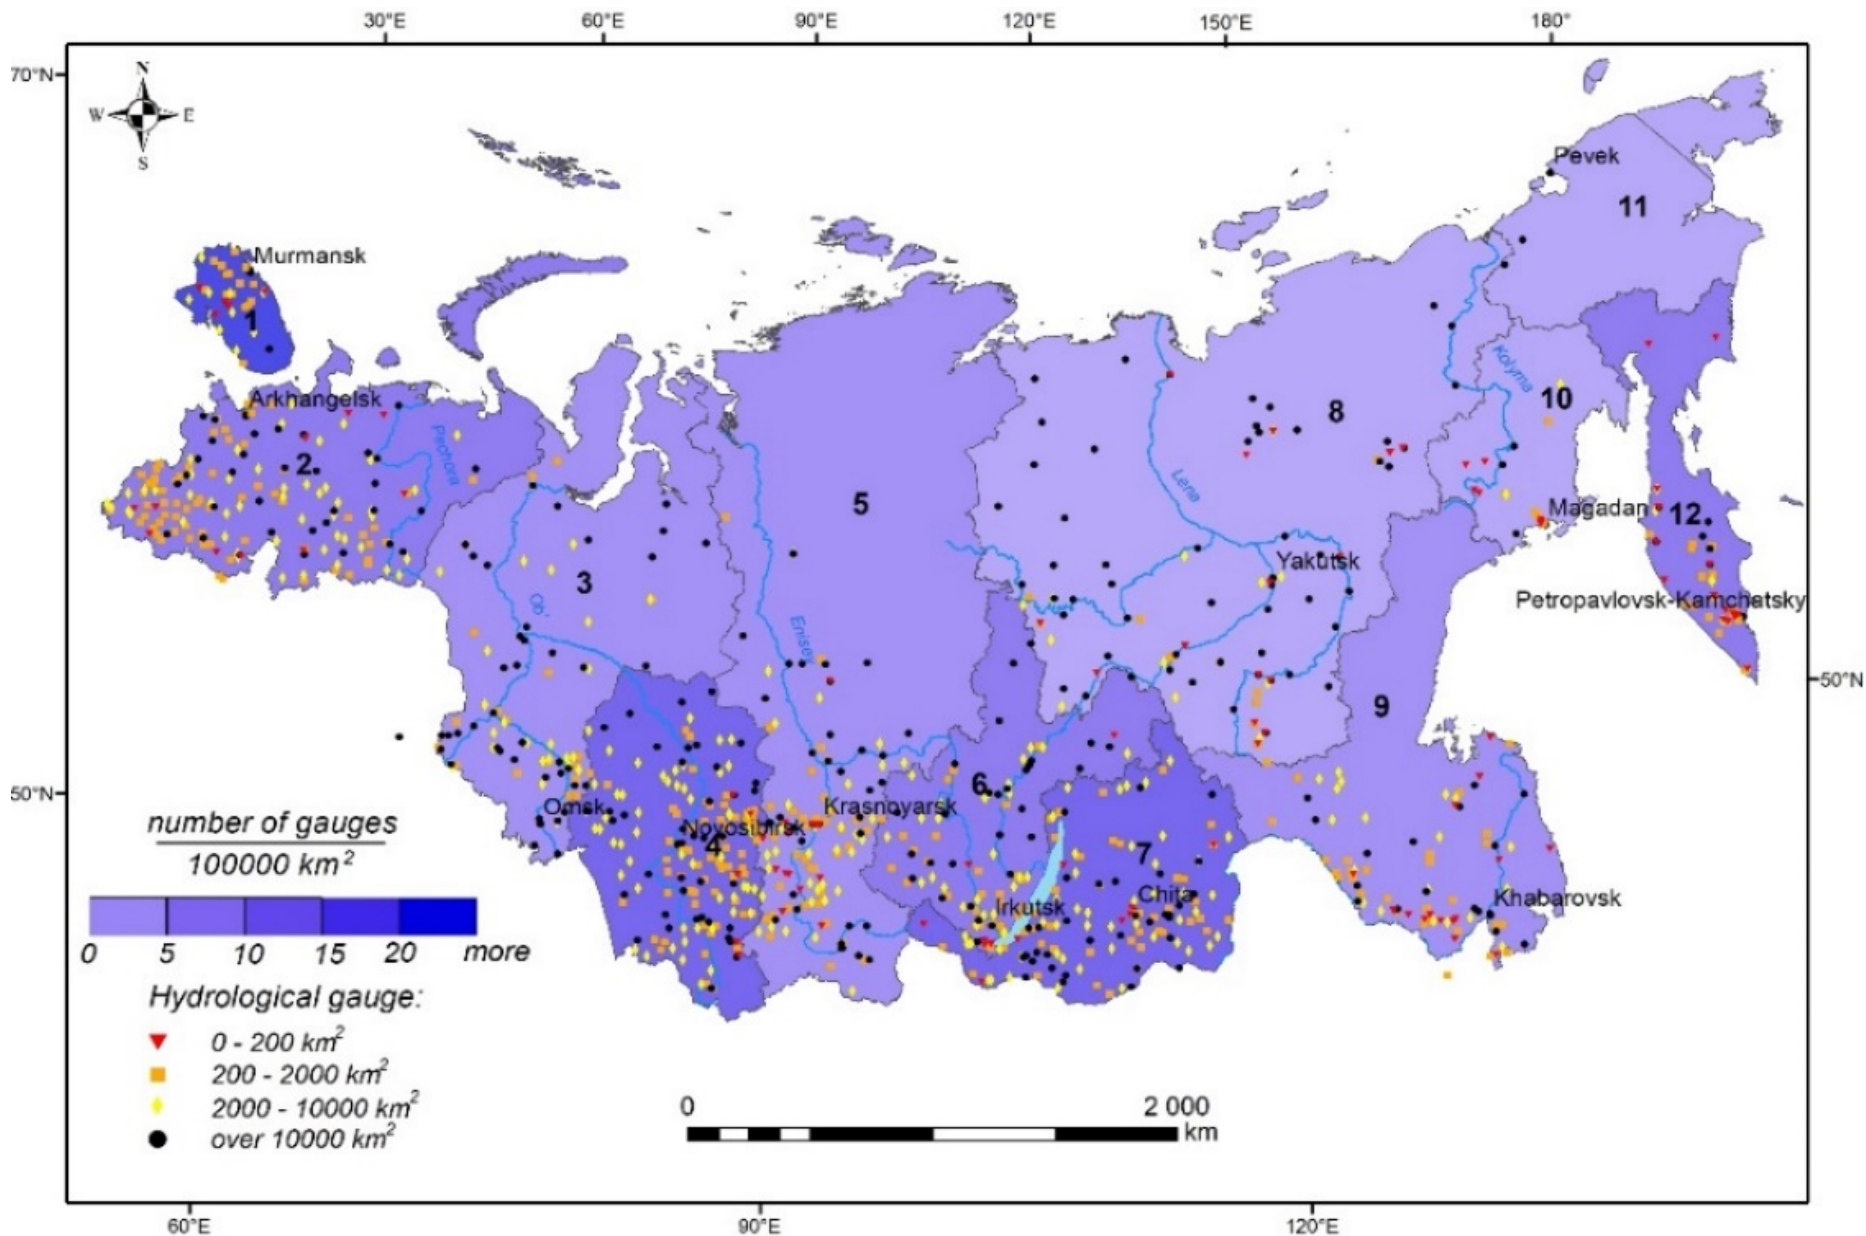 30°E 60°E 90°E 120°E 150°E 180°
70°N
N
W E
S
Pevek
11
Murmansk
1
Kolyma
Arkhangelsk
10
8
Pechora
2
5
Lena
Magadan
12
Yakutsk
3
Petropavlovsk-Kamchatsky
Ob'
Enisey
50°N
9
6
50°N
Omsk
Krasnoyarsk
number of gauges
Novosibirsk
4
100000 km2
7
Chita
Irkutsk
Khabarovsk
0 5 10 15 20 more
Hydrological gauge:
0 - 200 km2
200 - 2000 km2
2000 - 10000 km2
over 10000 km2
0 2 000
km
60°E 90°E 120°E